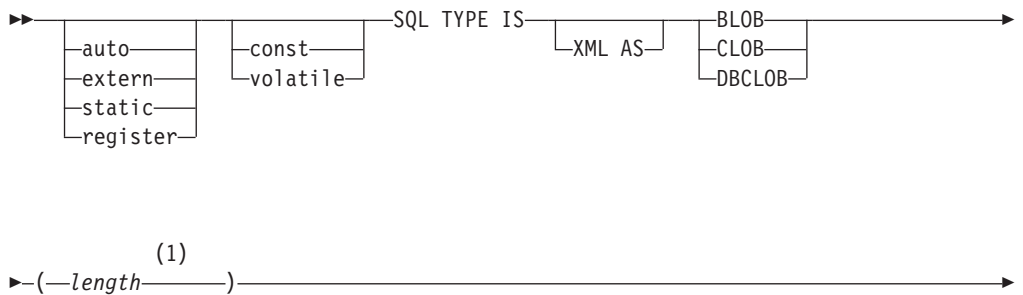 SQL TYPE IS BLOB
auto const XML AS CLOB
extern volatile DBCLOB
static
register
(1)
( length )